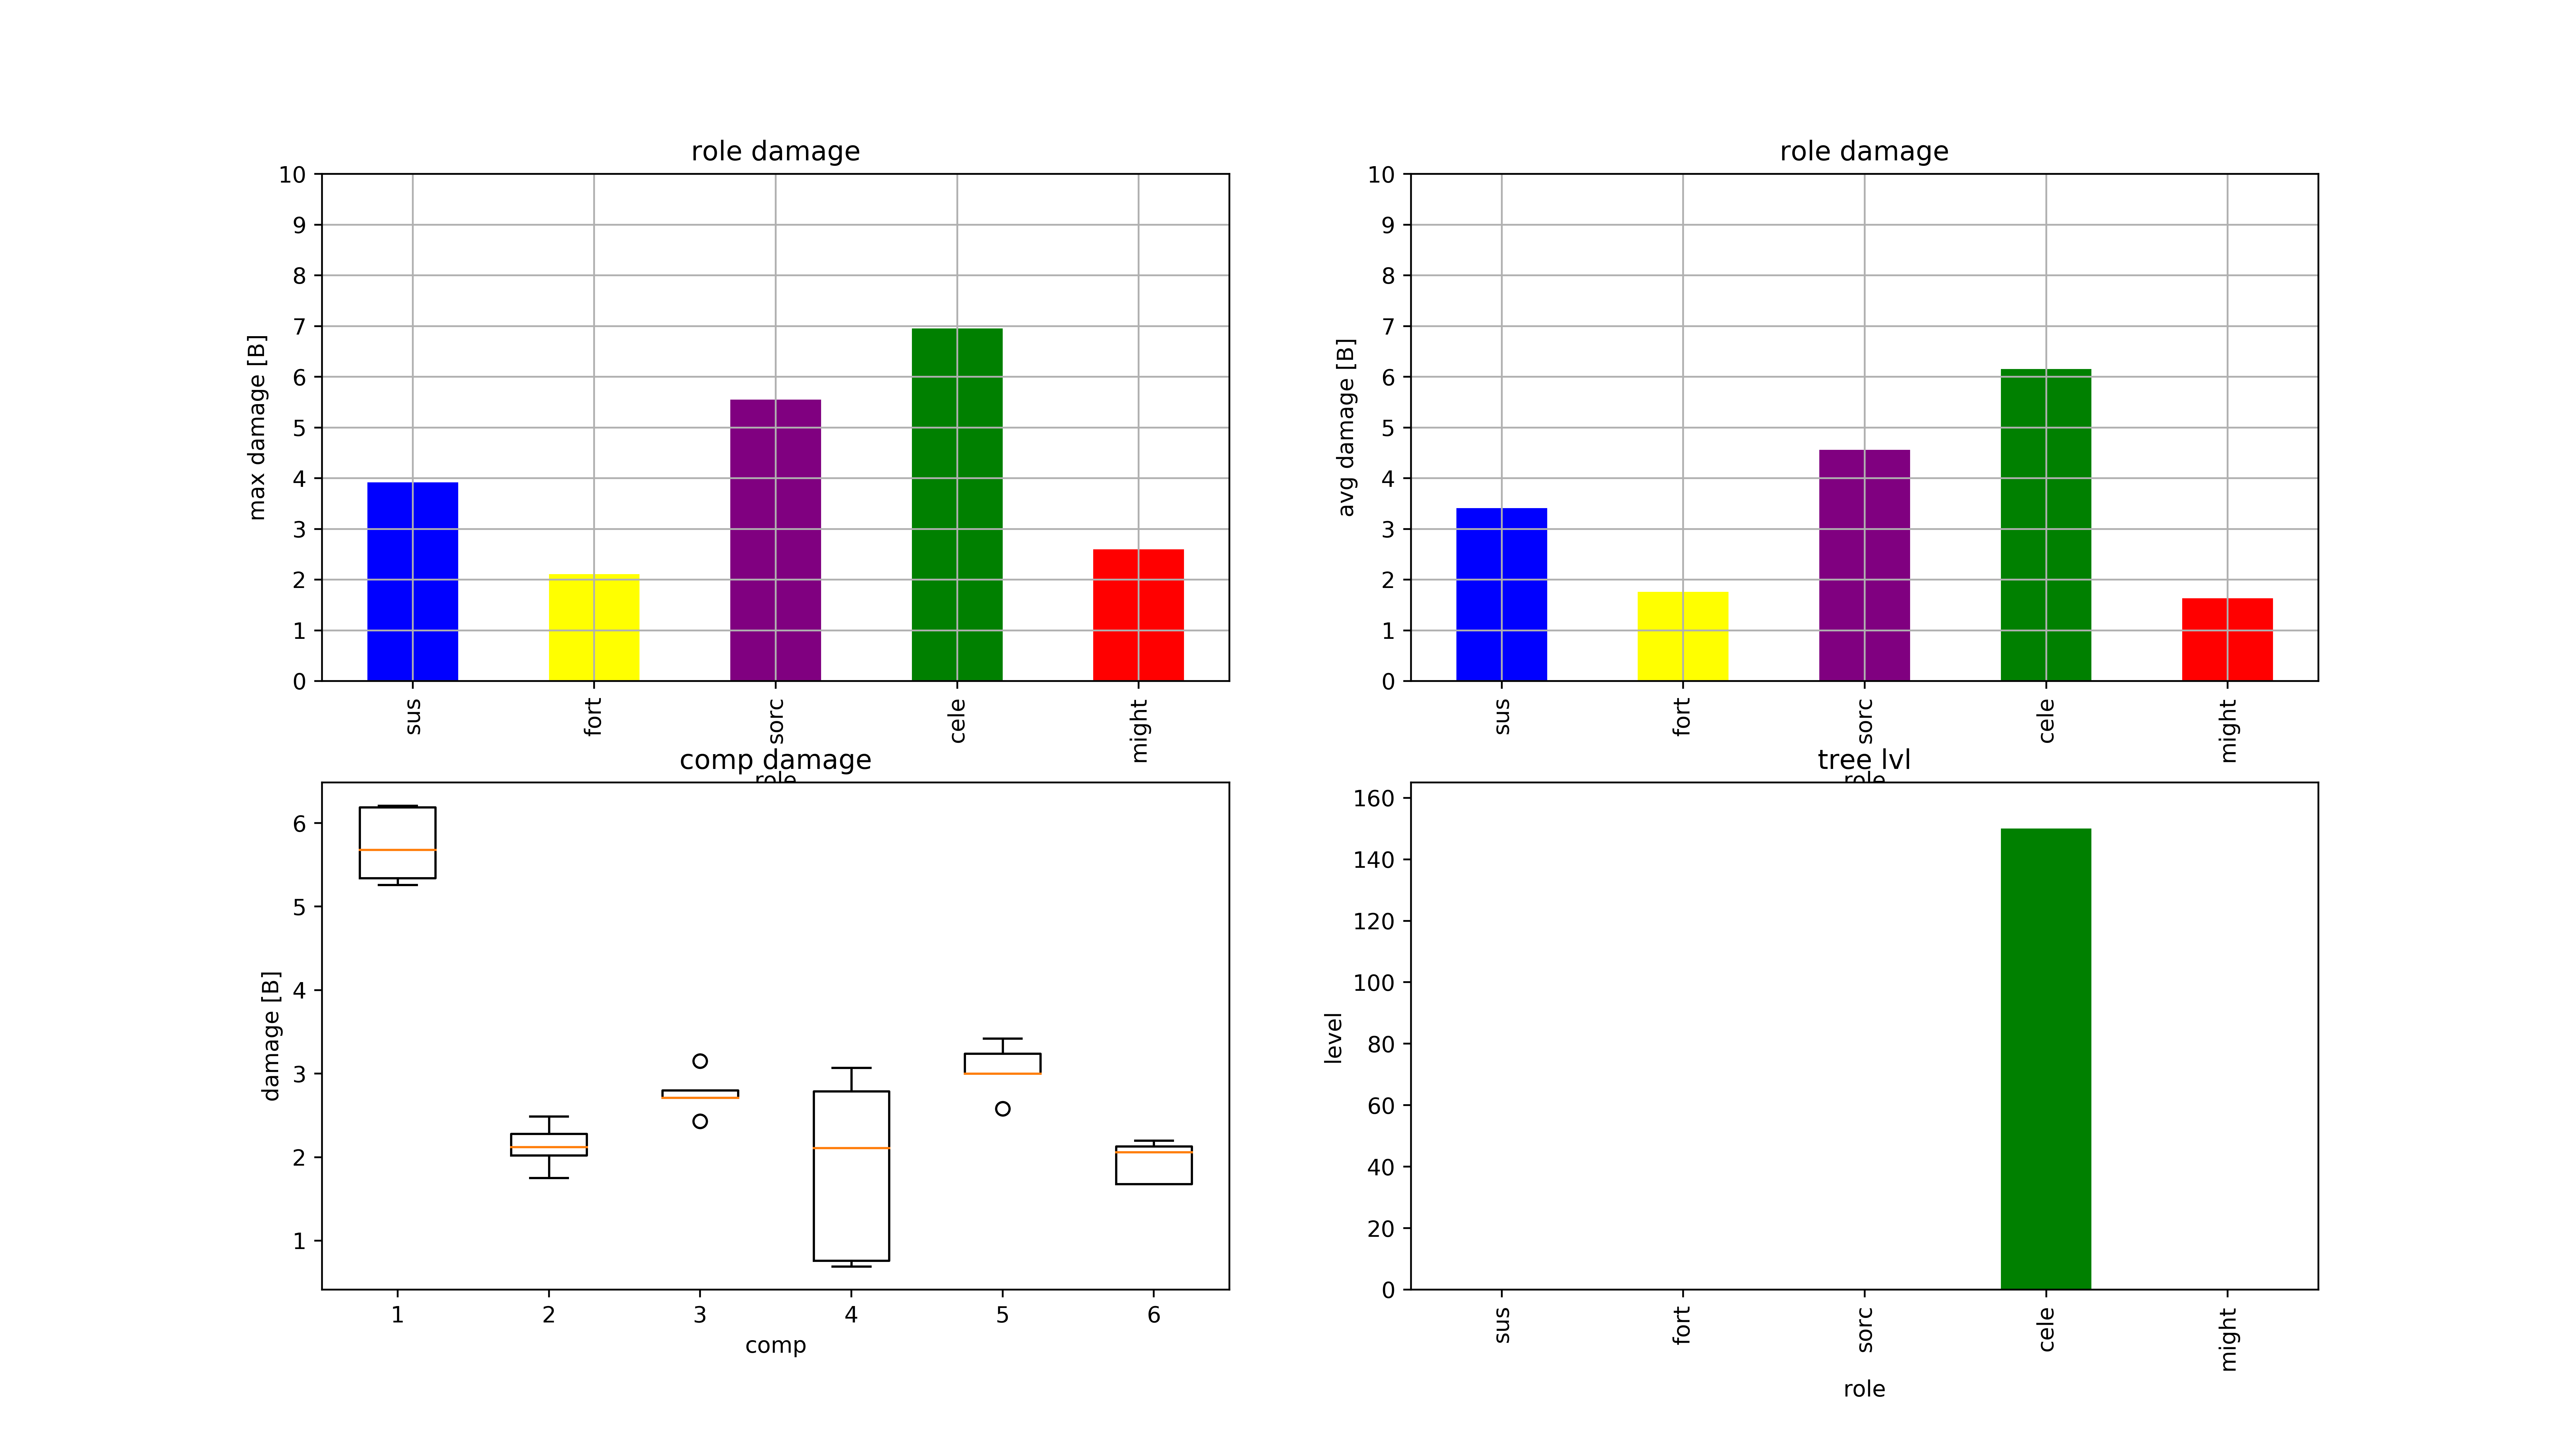 role damage
10
9
8
7
6
5
4
3
2
1
0
max damage [B]
sus
fort
sorc
cele
might
role
role damage
10
9
8
7
6
5
4
3
2
1
0
avg damage [B]
sus
fort
sorc
cele
might
role
comp damage
6
5
4
3
2
1
damage [B]
1 2 3 4 5 6
comp
tree lvl
160
140
120
100
80
60
40
20
0
level
sus
fort
sorc
cele
might
role